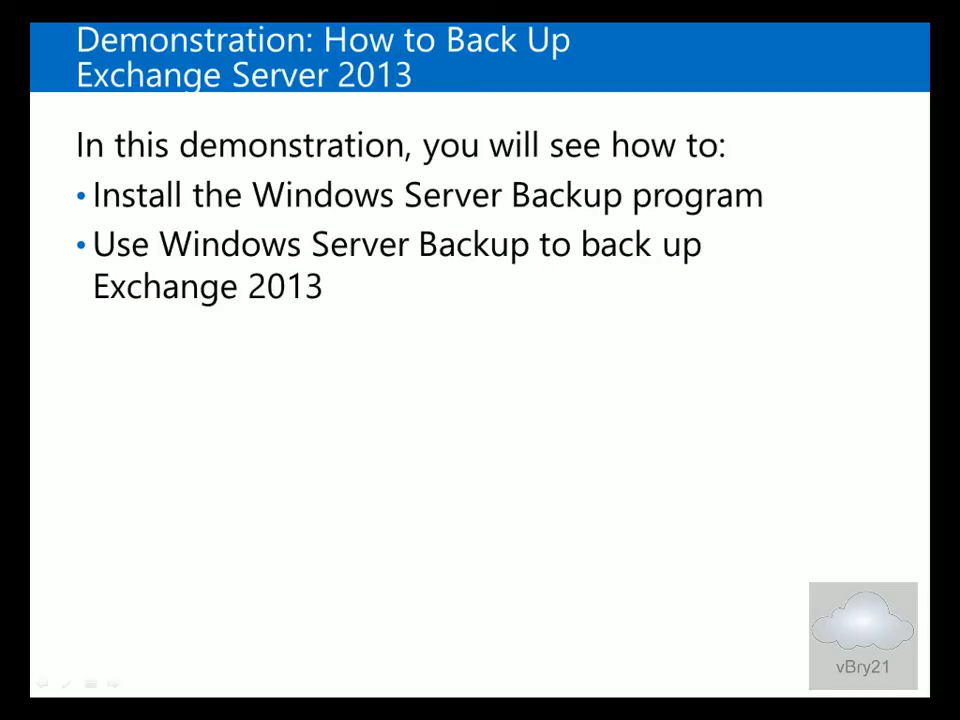 Demonstration: How to Back Up
Exchange Server 2013
In this demonstration, you will see how to:
• Install the Windows Server Backup program
• Use Windows Server Backup to back up
Exchange 2013
vBry21